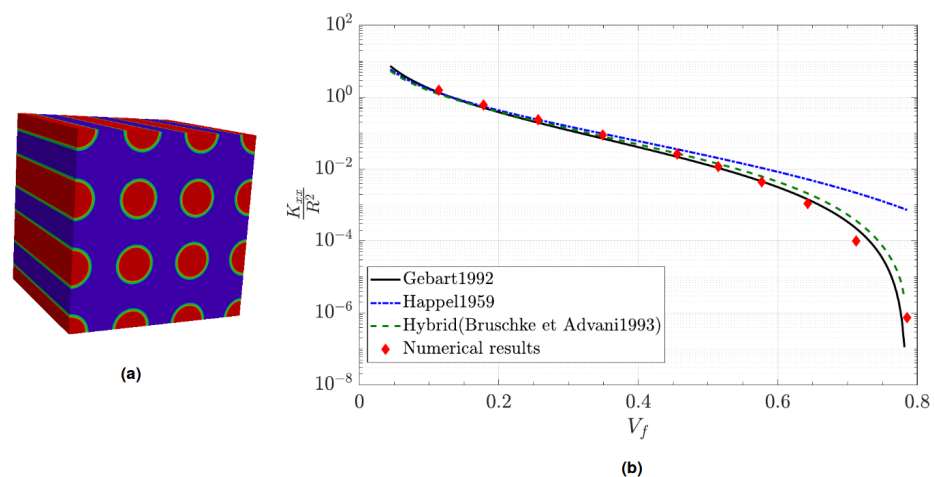 10^2
10^0
10^-2
10^-4
10^-6
10^-8
K_xx
R^2
Gebart1992
Happel1959
Hybrid(Bruschke et Advani1993)
Numerical results
0 0.2 0.4 0.6 0.8
V_f
(a)
(b)